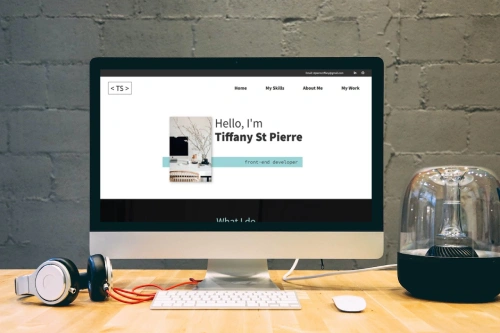 < TS >
Home My Skills About Me My Work
Hello, I'm
Tiffany St Pierre
front-end developer
What I do